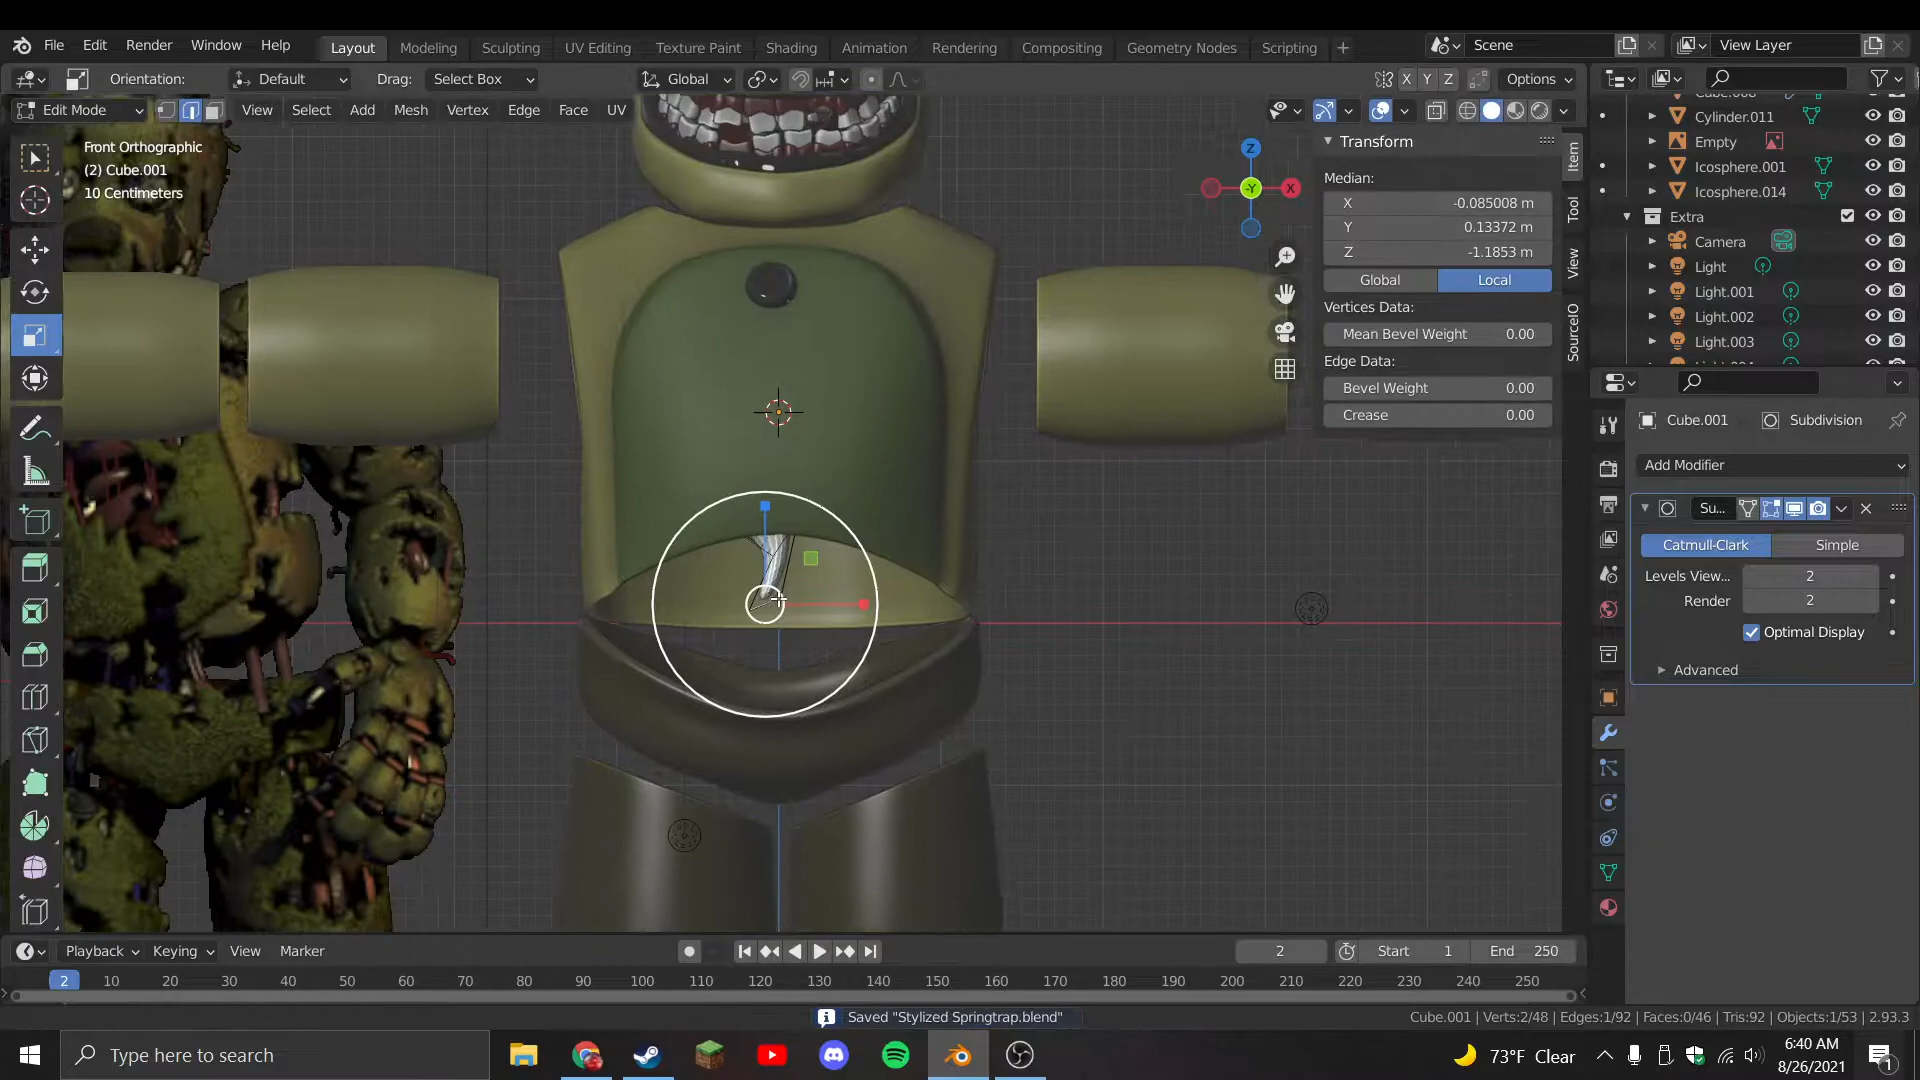 File Edit Render Window Help Layout Modeling Sculpting UV Editing Texture Paint Shading Animation Rendering Compositing Geometry Nodes Scripting Scene View Layer
Orientation: Default Drag: Select Box Global X Y Z Options
Edit Mode View Select Add Mesh Vertex Edge Face UV
Front Orthographic
(2) Cube.001
10 Centimeters
Z
-Y
X
Transform
Median:
X -0.085008 m
Y 0.13372 m
Z -1.1853 m
Global Local
Vertices Data:
Mean Bevel Weight 0.00
Edge Data:
Bevel Weight 0.00
Crease 0.00
Item
Tool
View
SourceIO
Cylinder.011
Empty
Icosphere.001
Icosphere.014
Extra
Camera
Light
Light.001
Light.002
Light.003
Cube.001 Subdivision
Add Modifier
Su...
Catmull-Clark Simple
Levels View... 2
Render 2
Optimal Display
Advanced
Playback Keying View Marker 2 Start 1 End 250
2 10 20 30 40 50 60 70 80 90 100 110 120 130 140 150 160 170 180 190 200 210 220 230 240 250
Saved "Stylized Springtrap.blend"
Cube.001 | Verts:2/48 | Edges:1/92 | Faces:0/46 | Tris:92 | Objects:1/53 | 2.93.3
Type here to search
73°F Clear
6:40 AM
8/26/2021
1